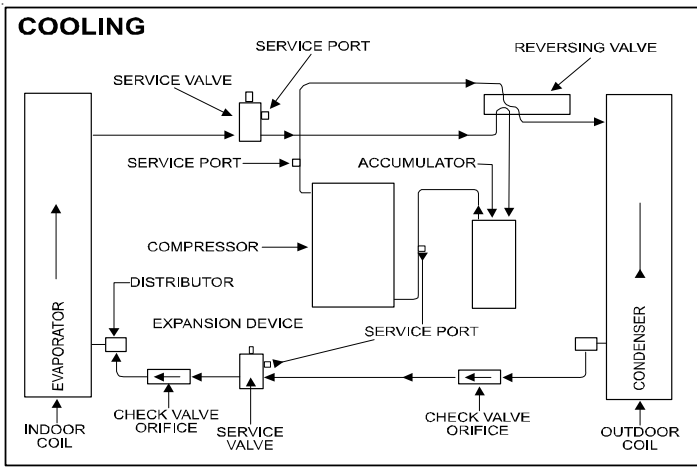 COOLING
SERVICE PORT
REVERSING VALVE
SERVICE VALVE
SERVICE PORT
ACCUMULATOR
COMPRESSOR
DISTRIBUTOR
EXPANSION DEVICE
SERVICE PORT
EVAPORATOR
CONDENSER
INDOOR
COIL
CHECK VALVE
ORIFICE
SERVICE
VALVE
CHECK VALVE
ORIFICE
OUTDOOR
COIL